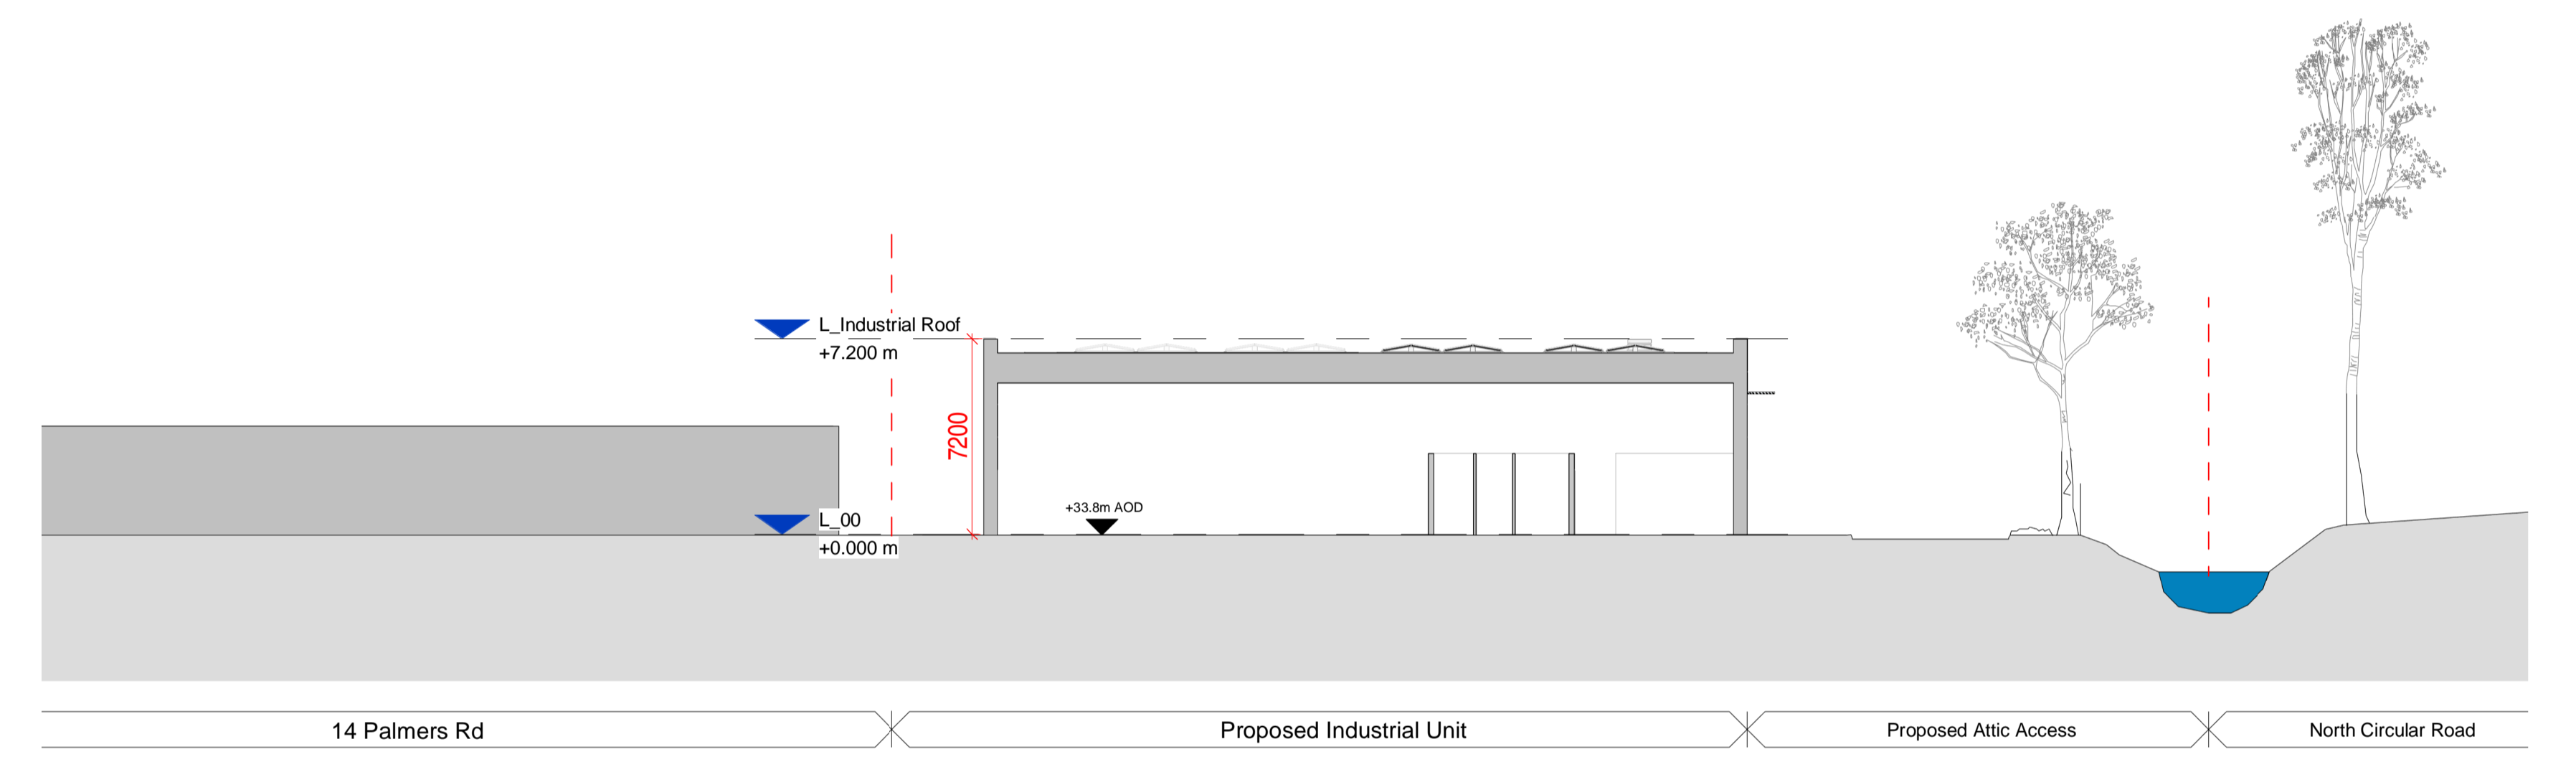 L_Industrial Roof
+7.200 m
7200
+33.8m AOD
L_00
+0.000 m
14 Palmers Rd
Proposed Industrial Unit
Proposed Attic Access
North Circular Road